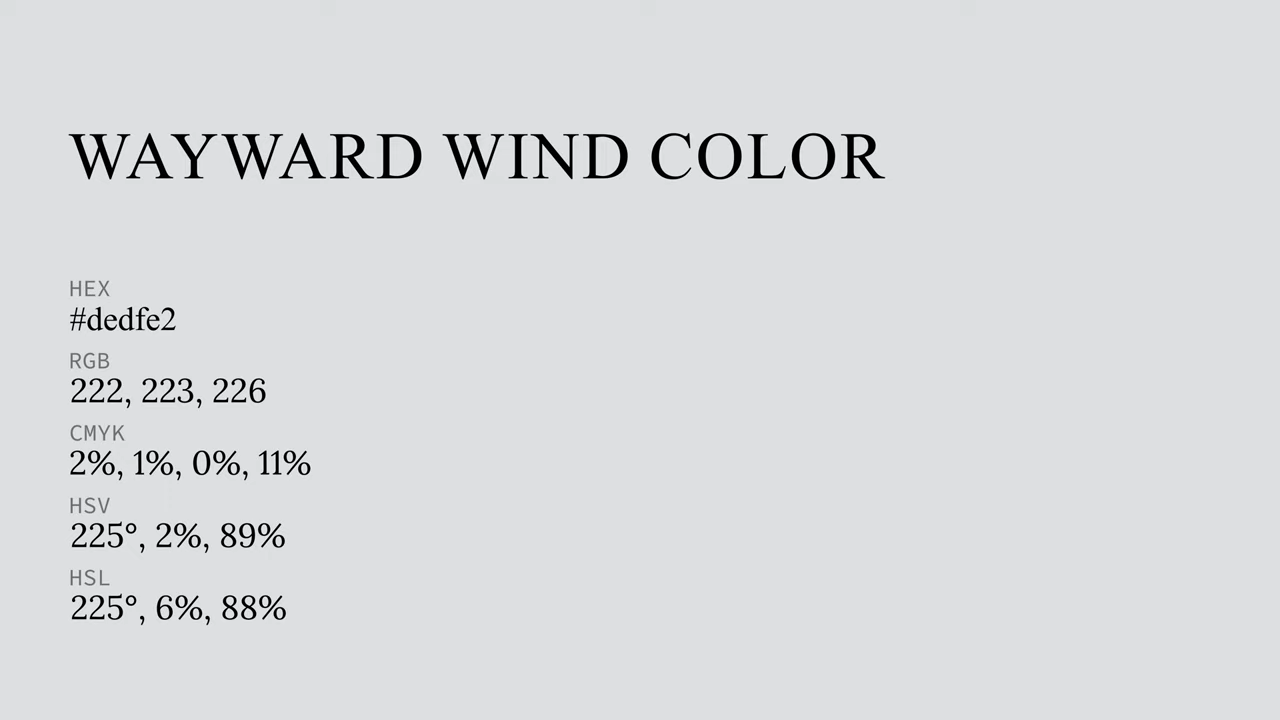 WAYWARD WIND COLOR
HEX
#dedfe2
RGB
222, 223, 226
CMYK
2%, 1%, 0%, 11%
HSV
225°, 2%, 89%
HSL
225°, 6%, 88%